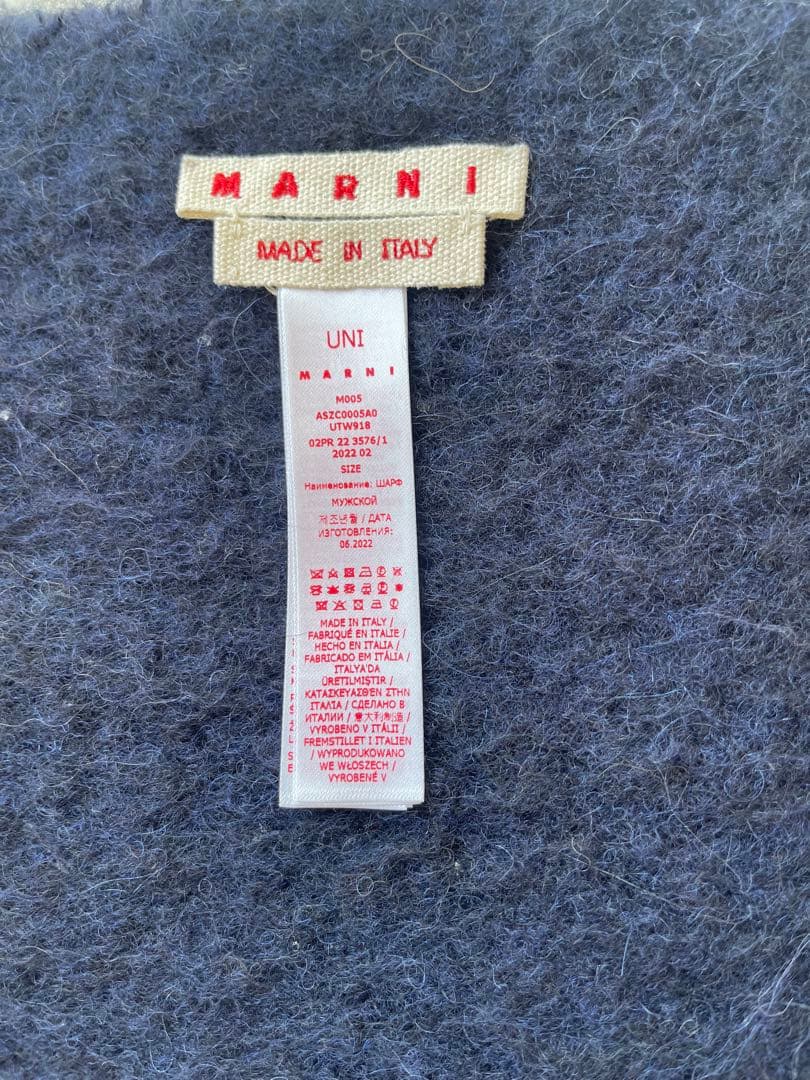 MARNI
MADE IN ITALY
UNI
MARNI
M005
ASZC0005A0
UTW918
02PR 22 3576/1
2022 02
SIZE
Наименование: ШАРФ
МУЖСКОЙ
제조년월 / ДАТА
ИЗГОТОВЛЕНИЯ:
06.2022
MADE IN ITALY /
FABRIQUÉ EN ITALIE /
HECHO EN ITALIA /
FABRICADO EM ITÁLIA /
ITALYA'DA
ÜRETILMIŞTIR /
ΚΑΤΑΣΚΕΥΑΣΘΕΝ ΣΤΗΝ
ΙΤΑΛΙΑ / СДЕЛАНО В
ИТАЛИИ / 意大利制造 /
VYROBENO V ITÁLII /
FREMSTILLET I ITALIEN
/ WYPRODUKOWANO
WE WŁOSZECH /
VYROBENÉ V